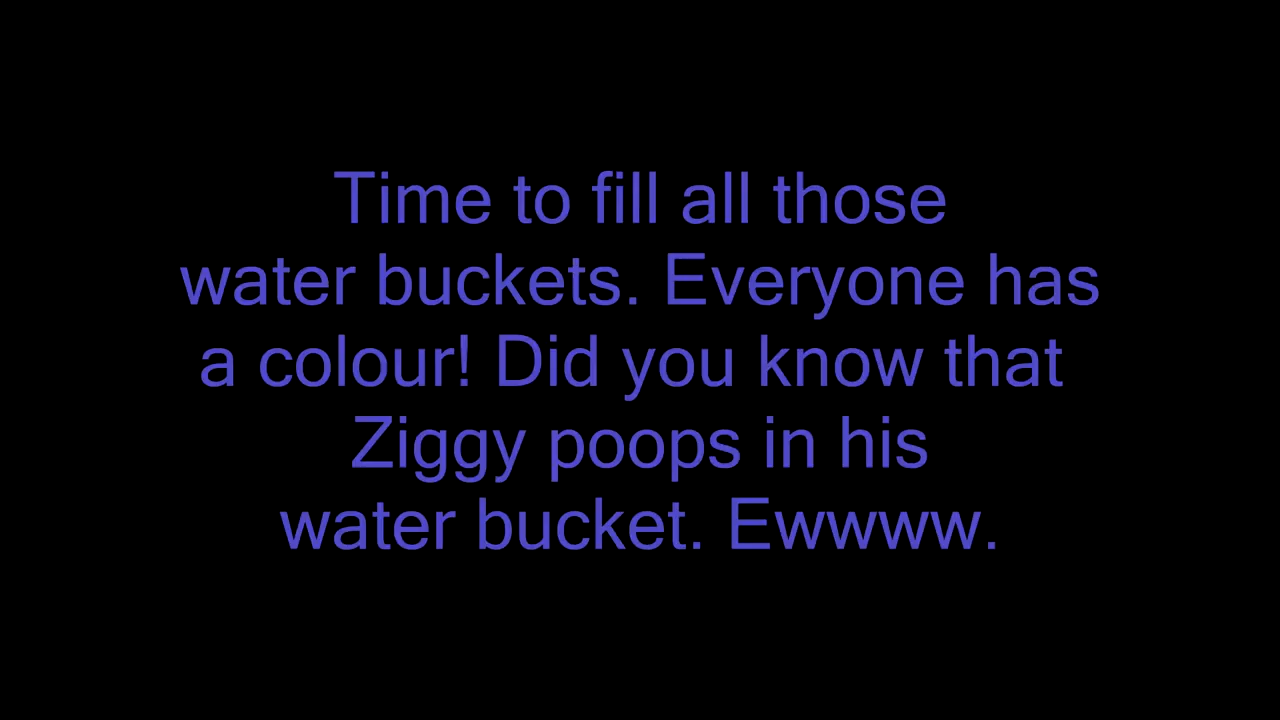 Time to fill all those
water buckets. Everyone has
a colour! Did you know that
Ziggy poops in his
water bucket. Ewwww.